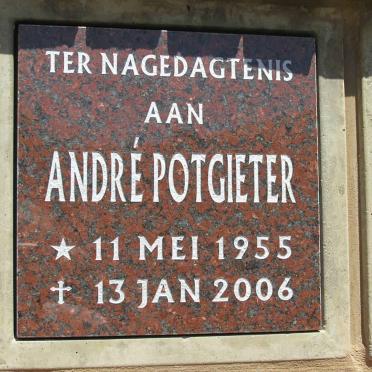 TER NAGEDAGTENIS
AAN
ANDRÉ POTGIETER
★ 11 MEI 1955
✝ 13 JAN 2006